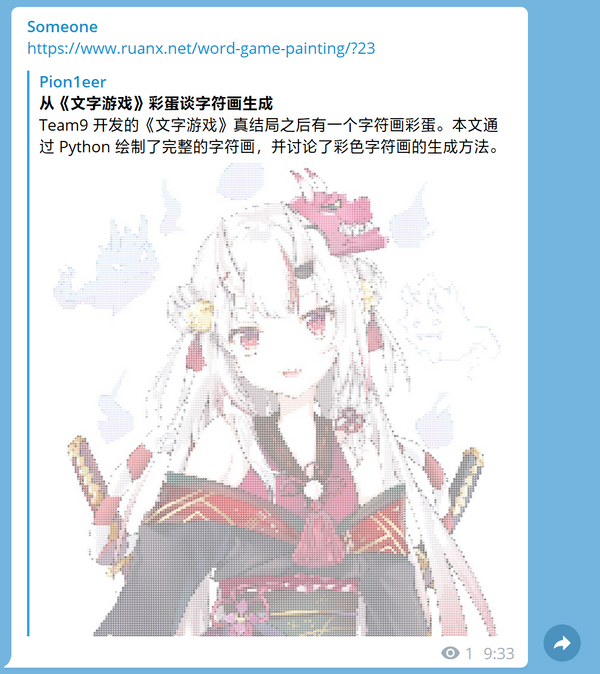 Someone
https://www.ruanx.net/word-game-painting/?23
Pion1eer
从《文字游戏》彩蛋谈字符画生成
Team9 开发的《文字游戏》真结局之后有一个字符画彩蛋。本文通
过 Python 绘制了完整的字符画，并讨论了彩色字符画的生成方法。
1 9:33